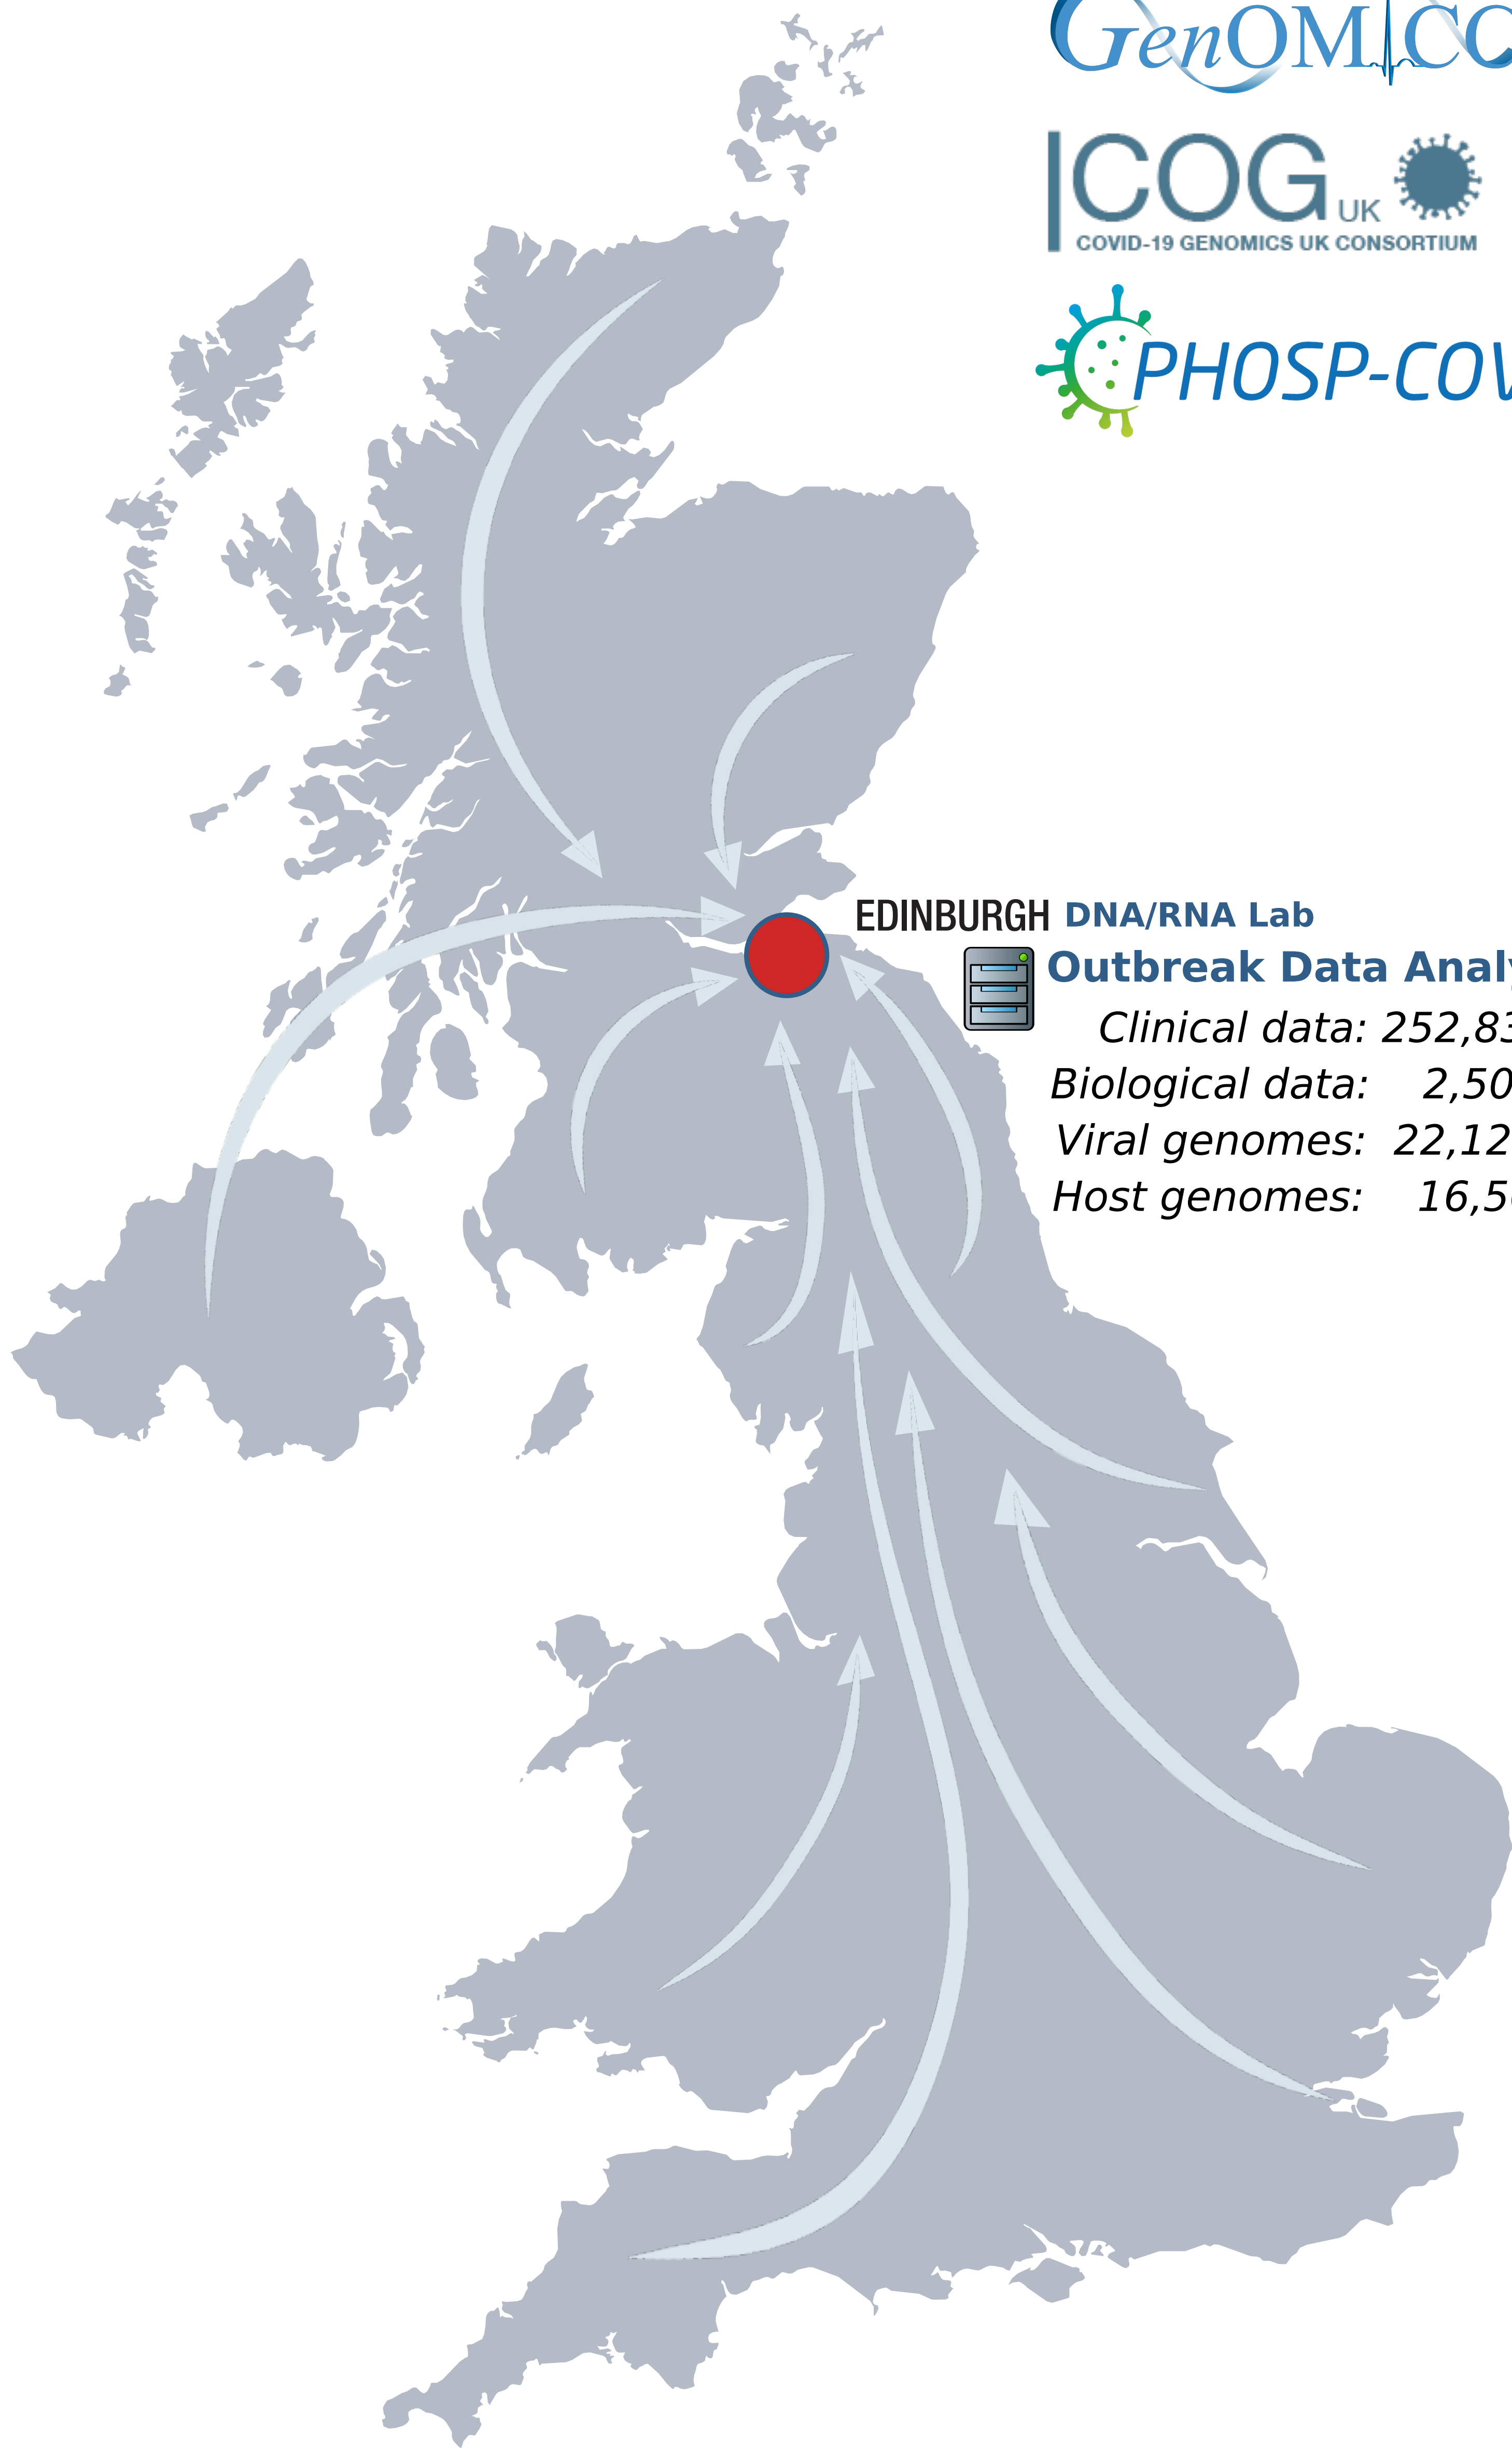 GenOMICC
COG UK
COVID-19 GENOMICS UK CONSORTIUM
PHOSP-COV
EDINBURGH DNA/RNA Lab
Outbreak Data Analy
Clinical data: 252,83
Biological data: 2,50
Viral genomes: 22,12
Host genomes: 16,5